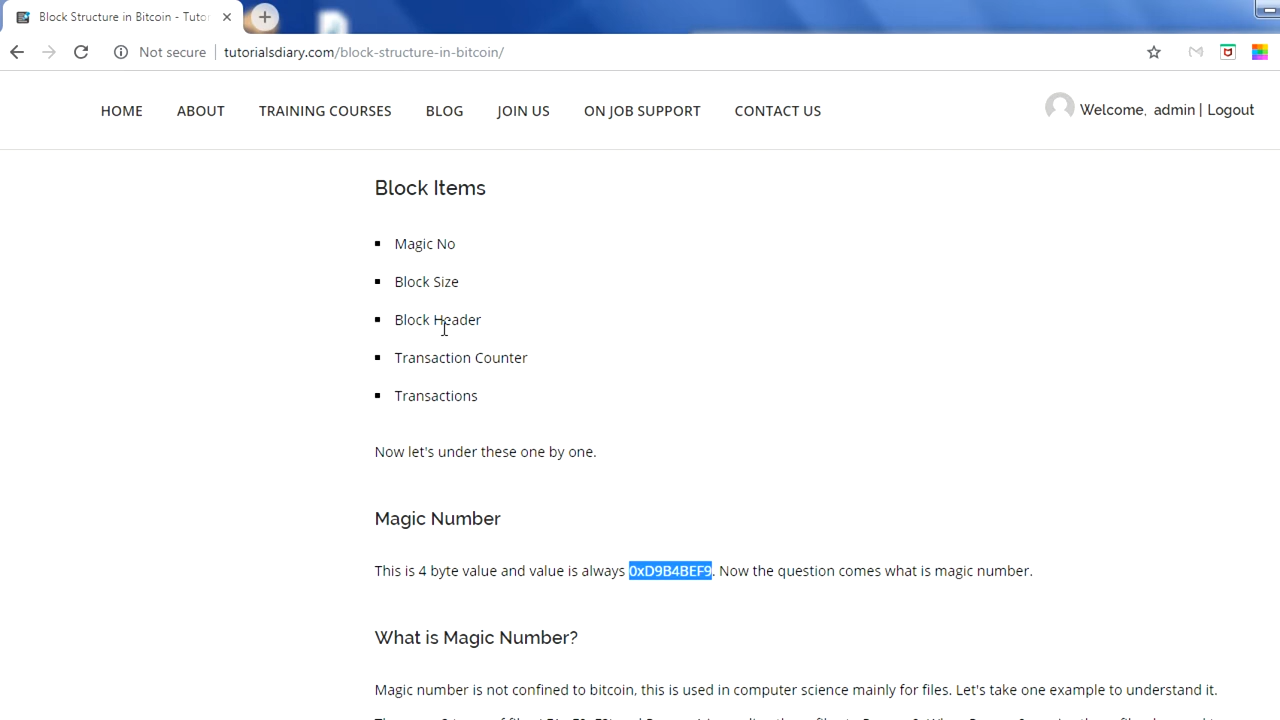 Block Structure in Bitcoin - Tutor
Not secure tutorialsdiary.com/block-structure-in-bitcoin/
HOME ABOUT TRAINING COURSES BLOG JOIN US ON JOB SUPPORT CONTACT US Welcome, admin | Logout
Block Items
Magic No
Block Size
Block Header
Transaction Counter
Transactions
Now let's under these one by one.
Magic Number
This is 4 byte value and value is always 0xD9B4BEF9. Now the question comes what is magic number.
What is Magic Number?
Magic number is not confined to bitcoin, this is used in computer science mainly for files. Let's take one example to understand it.